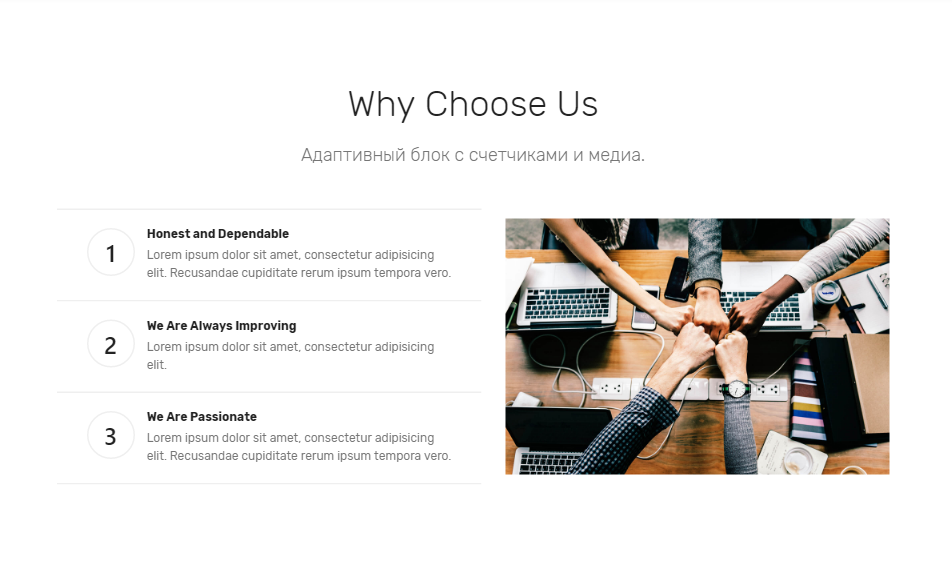 Why Choose Us
Адаптивный блок с счетчиками и медиа.
1
Honest and Dependable
Lorem ipsum dolor sit amet, consectetur adipisicing
elit. Recusandae cupiditate rerum ipsum tempora vero.
2
We Are Always Improving
Lorem ipsum dolor sit amet, consectetur adipisicing
elit.
3
We Are Passionate
Lorem ipsum dolor sit amet, consectetur adipisicing
elit. Recusandae cupiditate rerum ipsum tempora vero.